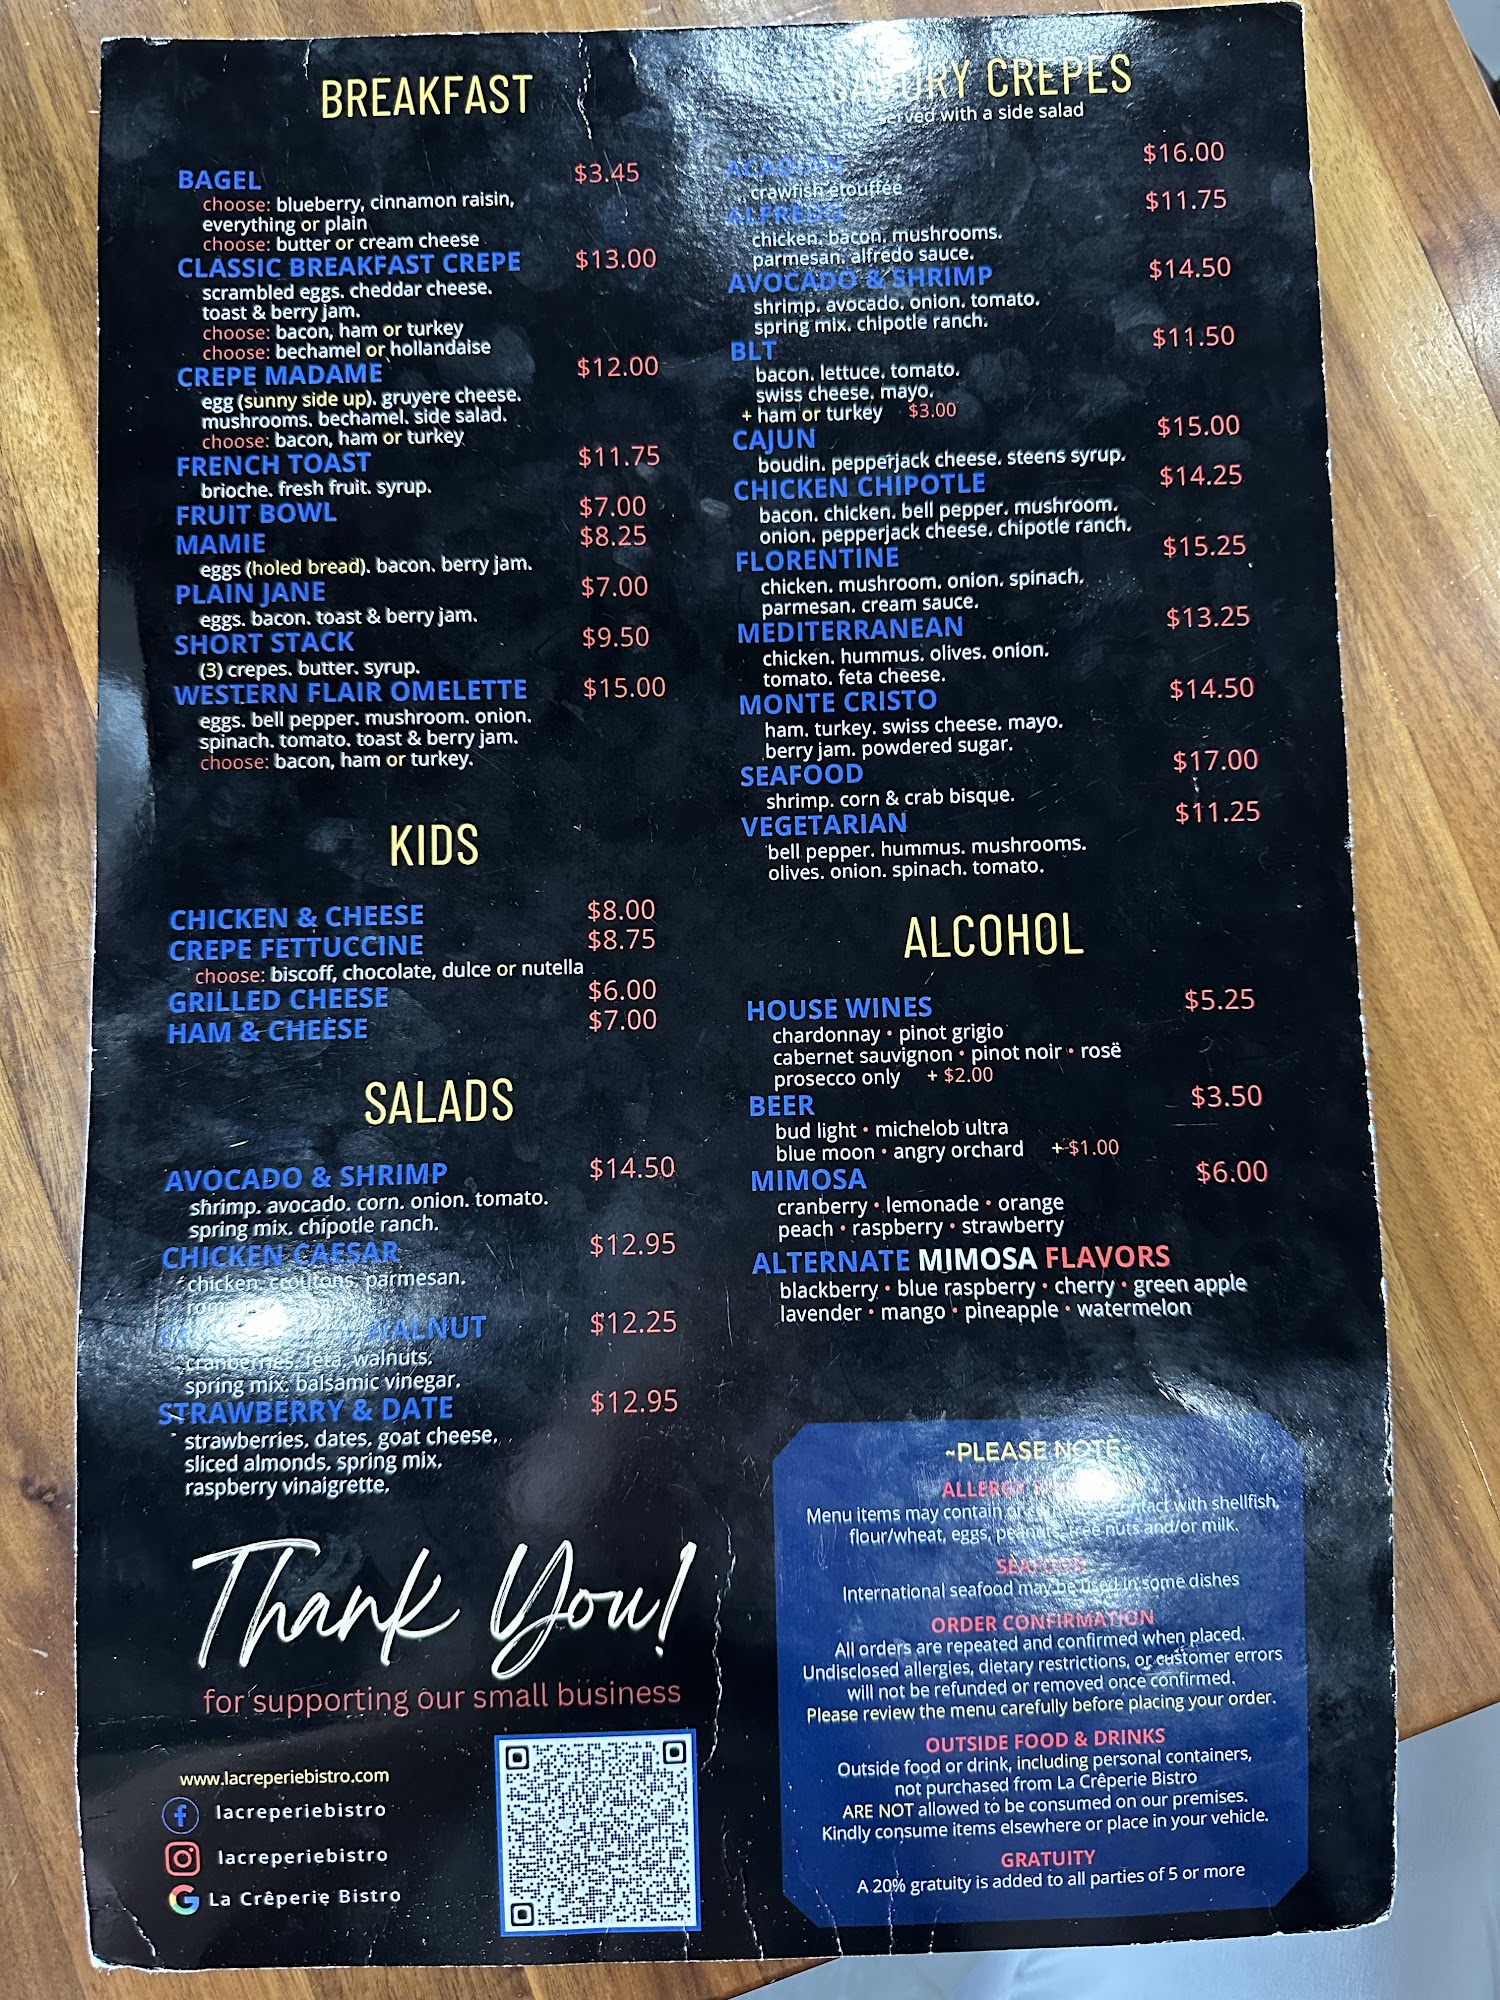 BREAKFAST
BAGEL $3.45
choose: blueberry, cinnamon raisin,
everything or plain
choose: butter or cream cheese
CLASSIC BREAKFAST CREPE $13.00
scrambled eggs. cheddar cheese.
toast & berry jam.
choose: bacon, ham or turkey
choose: bechamel or hollandaise
CREPE MADAME $12.00
egg (sunny side up). gruyere cheese.
mushrooms. bechamel. side salad.
choose: bacon, ham or turkey
FRENCH TOAST $11.75
brioche. fresh fruit. syrup.
FRUIT BOWL $7.00
MAMIE $8.25
eggs (holed bread). bacon. berry jam.
PLAIN JANE $7.00
eggs. bacon. toast & berry jam.
SHORT STACK $9.50
(3) crepes. butter. syrup.
WESTERN FLAIR OMELETTE $15.00
eggs. bell pepper. mushroom. onion.
spinach. tomato. toast & berry jam.
choose: bacon, ham or turkey.
KIDS
CHICKEN & CHEESE $8.00
CREPE FETTUCCINE $8.75
choose: biscoff, chocolate, dulce or nutella
GRILLED CHEESE $6.00
HAM & CHEESE $7.00
SALADS
AVOCADO & SHRIMP $14.50
shrimp. avocado. corn. onion. tomato.
spring mix. chipotle ranch.
CHICKEN CAESAR $12.95
chicken. croutons. parmesan.
WALNUT $12.25
cranberries. feta. walnuts.
spring mix. balsamic vinegar.
STRAWBERRY & DATE $12.95
strawberries. dates. goat cheese.
sliced almonds. spring mix.
raspberry vinaigrette.
Thank You!
for supporting our small business
www.lacreperiebistro.com
lacreperiebistro
lacreperiebistro
La Crêperie Bistro
SAVORY CREPES
served with a side salad
ACADIAN $16.00
crawfish étouffée
ALFREDO $11.75
chicken. bacon. mushrooms.
parmesan. alfredo sauce.
AVOCADO & SHRIMP $14.50
shrimp. avocado. onion. tomato.
spring mix. chipotle ranch.
BLT $11.50
bacon. lettuce. tomato.
swiss cheese. mayo.
+ ham or turkey $3.00
CAJUN $15.00
boudin. pepperjack cheese. steens syrup.
CHICKEN CHIPOTLE $14.25
bacon. chicken. bell pepper. mushroom.
onion. pepperjack cheese. chipotle ranch.
FLORENTINE $15.25
chicken. mushroom. onion. spinach.
parmesan. cream sauce.
MEDITERRANEAN $13.25
chicken. hummus. olives. onion.
tomato. feta cheese.
MONTE CRISTO $14.50
ham. turkey. swiss cheese. mayo.
berry jam. powdered sugar.
SEAFOOD $17.00
shrimp. corn & crab bisque.
VEGETARIAN $11.25
bell pepper. hummus. mushrooms.
olives. onion. spinach. tomato.
ALCOHOL
HOUSE WINES $5.25
chardonnay • pinot grigio
cabernet sauvignon • pinot noir • rosë
prosecco only + $2.00
BEER $3.50
bud light • michelob ultra
blue moon • angry orchard + $1.00
MIMOSA $6.00
cranberry • lemonade • orange
peach • raspberry • strawberry
ALTERNATE MIMOSA FLAVORS
blackberry • blue raspberry • cherry • green apple
lavender • mango • pineapple • watermelon
~PLEASE NOTE~
ALLERGY
Menu items may contain or contact with shellfish,
flour/wheat, eggs, peanuts, tree nuts and/or milk.
SEAFOOD
International seafood may be used in some dishes
ORDER CONFIRMATION
All orders are repeated and confirmed when placed.
Undisclosed allergies, dietary restrictions, or customer errors
will not be refunded or removed once confirmed.
Please review the menu carefully before placing your order.
OUTSIDE FOOD & DRINKS
Outside food or drink, including personal containers,
not purchased from La Crêperie Bistro
ARE NOT allowed to be consumed on our premises.
Kindly consume items elsewhere or place in your vehicle.
GRATUITY
A 20% gratuity is added to all parties of 5 or more